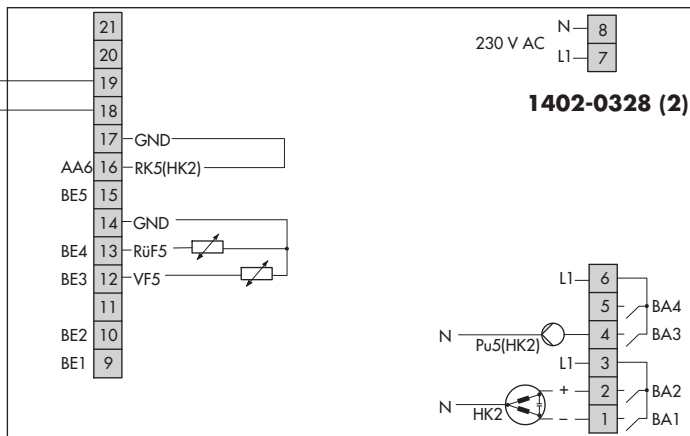 21
20
19
18
17 GND
AA6 16 RK5(HK2)
BE5 15
14 GND
BE4 13 RüF5
BE3 12 VF5
11
BE2 10
BE1 9
N 8
230 V AC
L1 7
1402-0328 (2)
L1 6
5 BA4
N Pu5(HK2) 4 BA3
L1 3
+ 2 BA2
N HK2
– 1 BA1